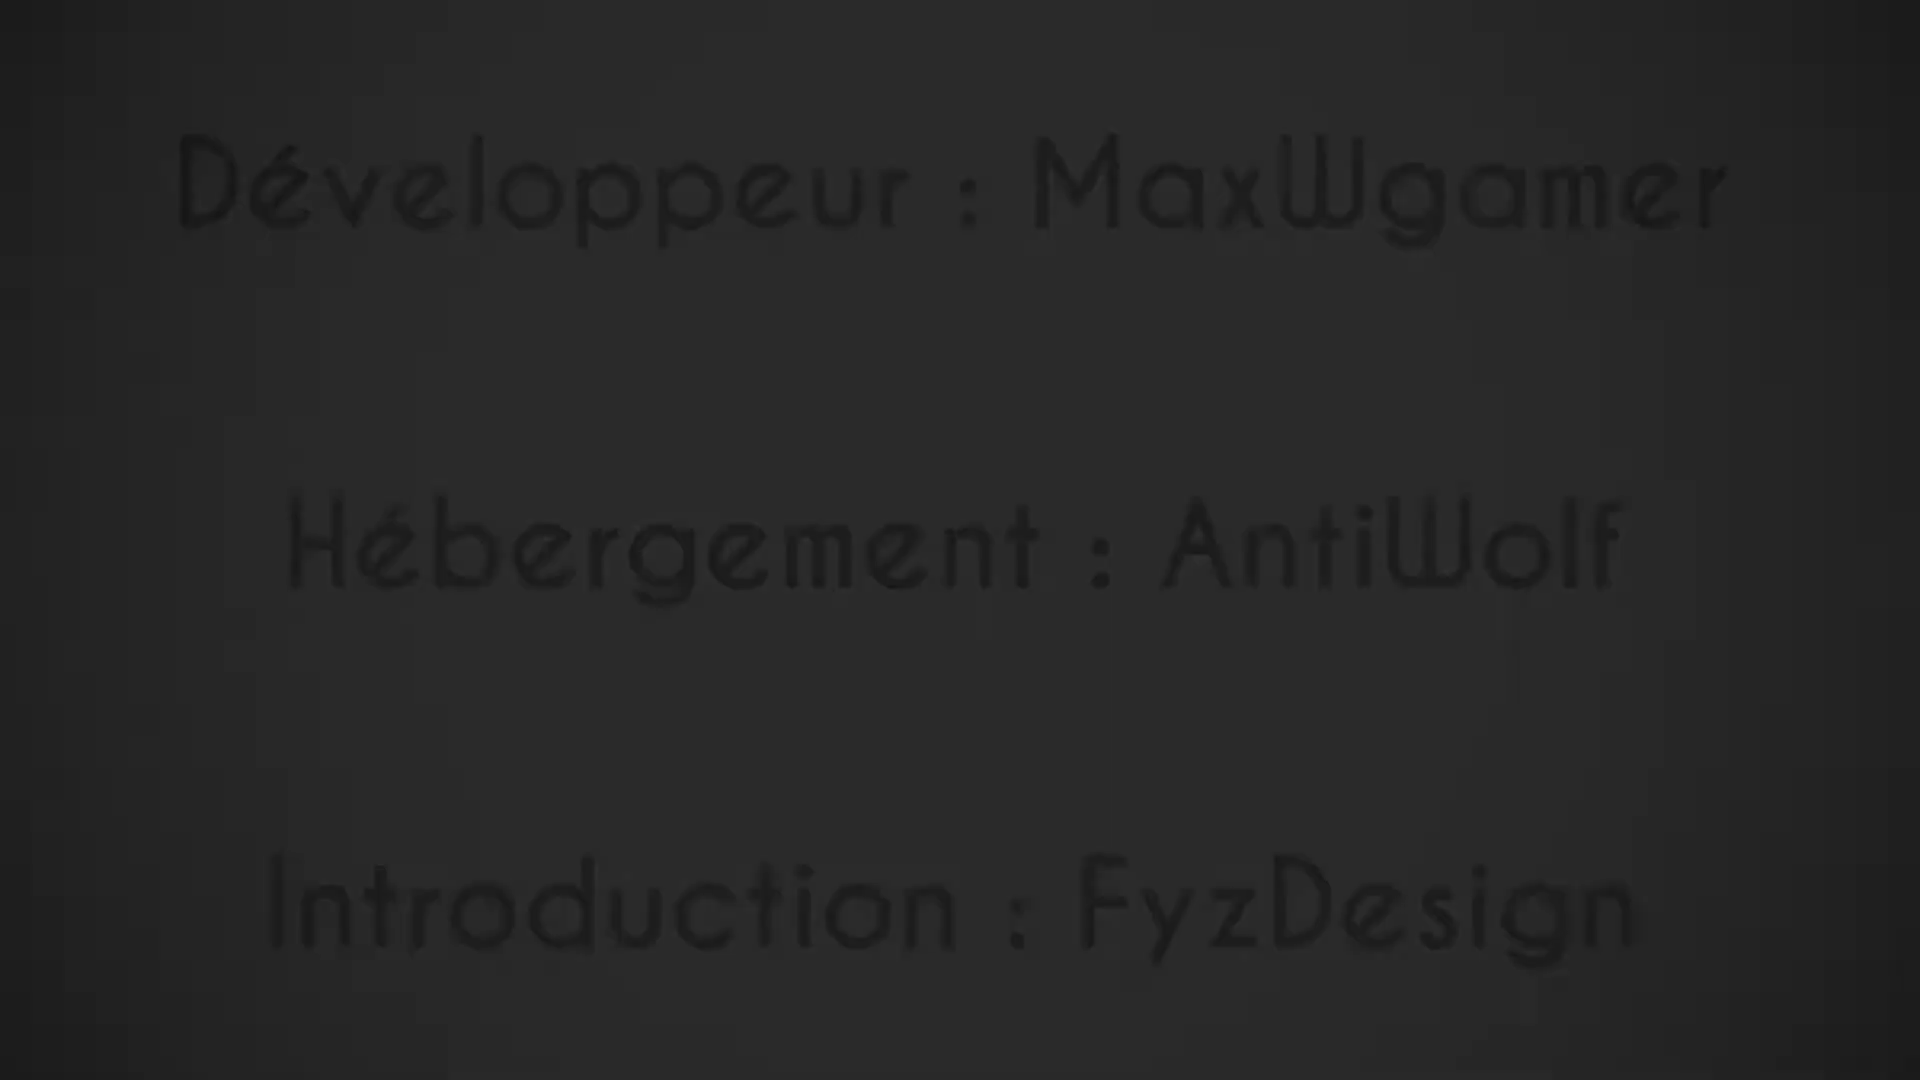 Développeur : MaxWgamer
Hébergement : AntiWolf
Introduction : FyzDesign